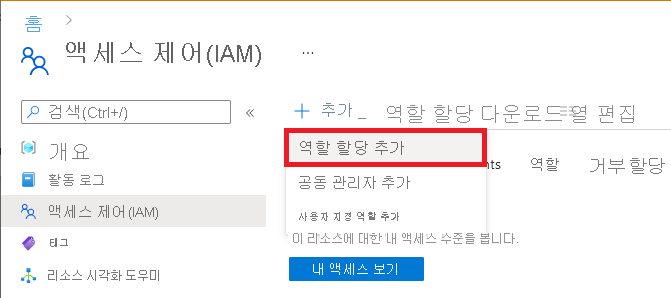 홈
액세스 제어(IAM)
...
검색(Ctrl+/)
«
+ 추가
역할 할당 다운로드
열 편집
개요
활동 로그
액세스 제어(IAM)
태그
리소스 시각화 도우미
역할 할당 추가
공동 관리자 추가
사용자 지정 역할 추가
nts
역할
거부 할당
이 리소스에 대한 내 액세스 수준을 봅니다.
내 액세스 보기